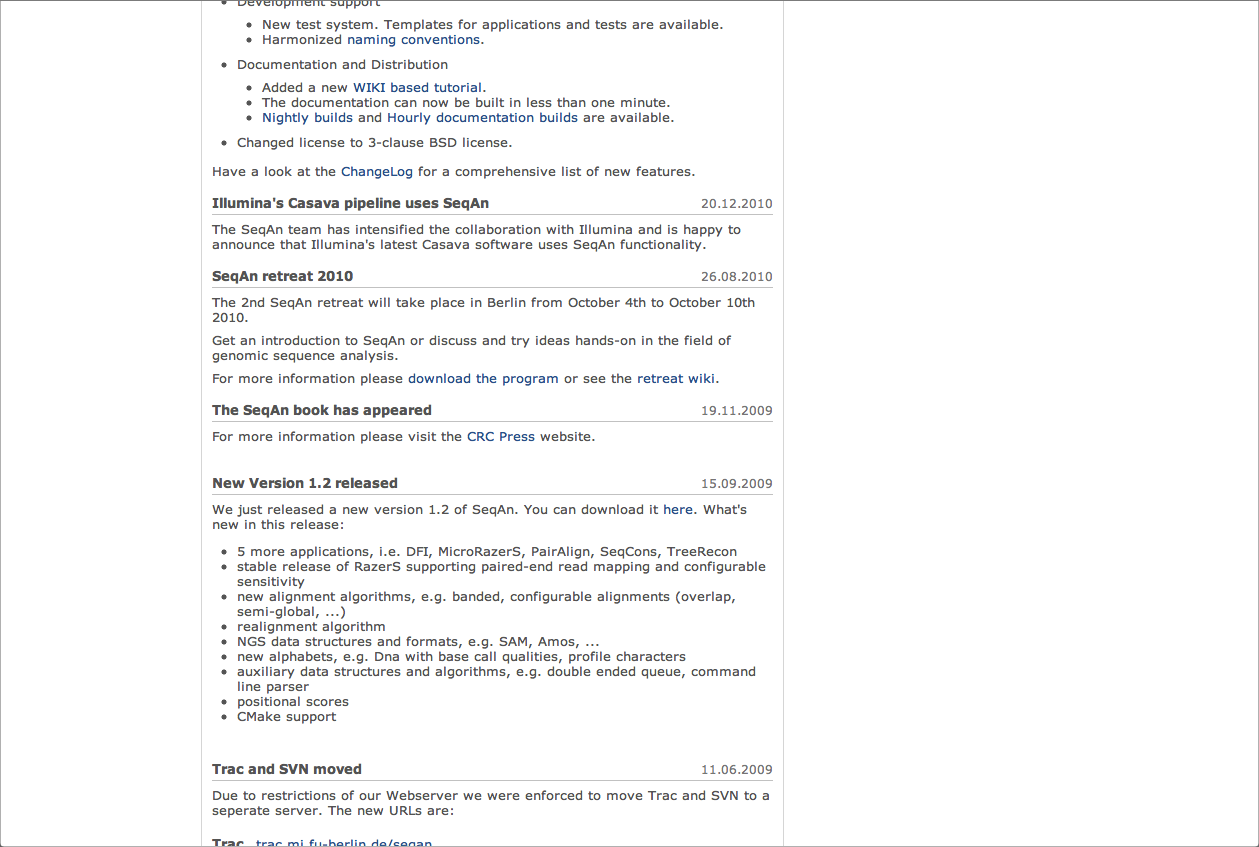 Development support
New test system. Templates for applications and tests are available.
Harmonized naming conventions.
Documentation and Distribution
Added a new WIKI based tutorial.
The documentation can now be built in less than one minute.
Nightly builds and Hourly documentation builds are available.
Changed license to 3-clause BSD license.
Have a look at the ChangeLog for a comprehensive list of new features.
Illumina's Casava pipeline uses SeqAn 20.12.2010
The SeqAn team has intensified the collaboration with Illumina and is happy to
announce that Illumina's latest Casava software uses SeqAn functionality.
SeqAn retreat 2010 26.08.2010
The 2nd SeqAn retreat will take place in Berlin from October 4th to October 10th
2010.
Get an introduction to SeqAn or discuss and try ideas hands-on in the field of
genomic sequence analysis.
For more information please download the program or see the retreat wiki.
The SeqAn book has appeared 19.11.2009
For more information please visit the CRC Press website.
New Version 1.2 released 15.09.2009
We just released a new version 1.2 of SeqAn. You can download it here. What's
new in this release:
5 more applications, i.e. DFI, MicroRazerS, PairAlign, SeqCons, TreeRecon
stable release of RazerS supporting paired-end read mapping and configurable
sensitivity
new alignment algorithms, e.g. banded, configurable alignments (overlap,
semi-global, ...)
realignment algorithm
NGS data structures and formats, e.g. SAM, Amos, ...
new alphabets, e.g. Dna with base call qualities, profile characters
auxiliary data structures and algorithms, e.g. double ended queue, command
line parser
positional scores
CMake support
Trac and SVN moved 11.06.2009
Due to restrictions of our Webserver we were enforced to move Trac and SVN to a
seperate server. The new URLs are:
Trac trac.mi.fu-berlin.de/seqan